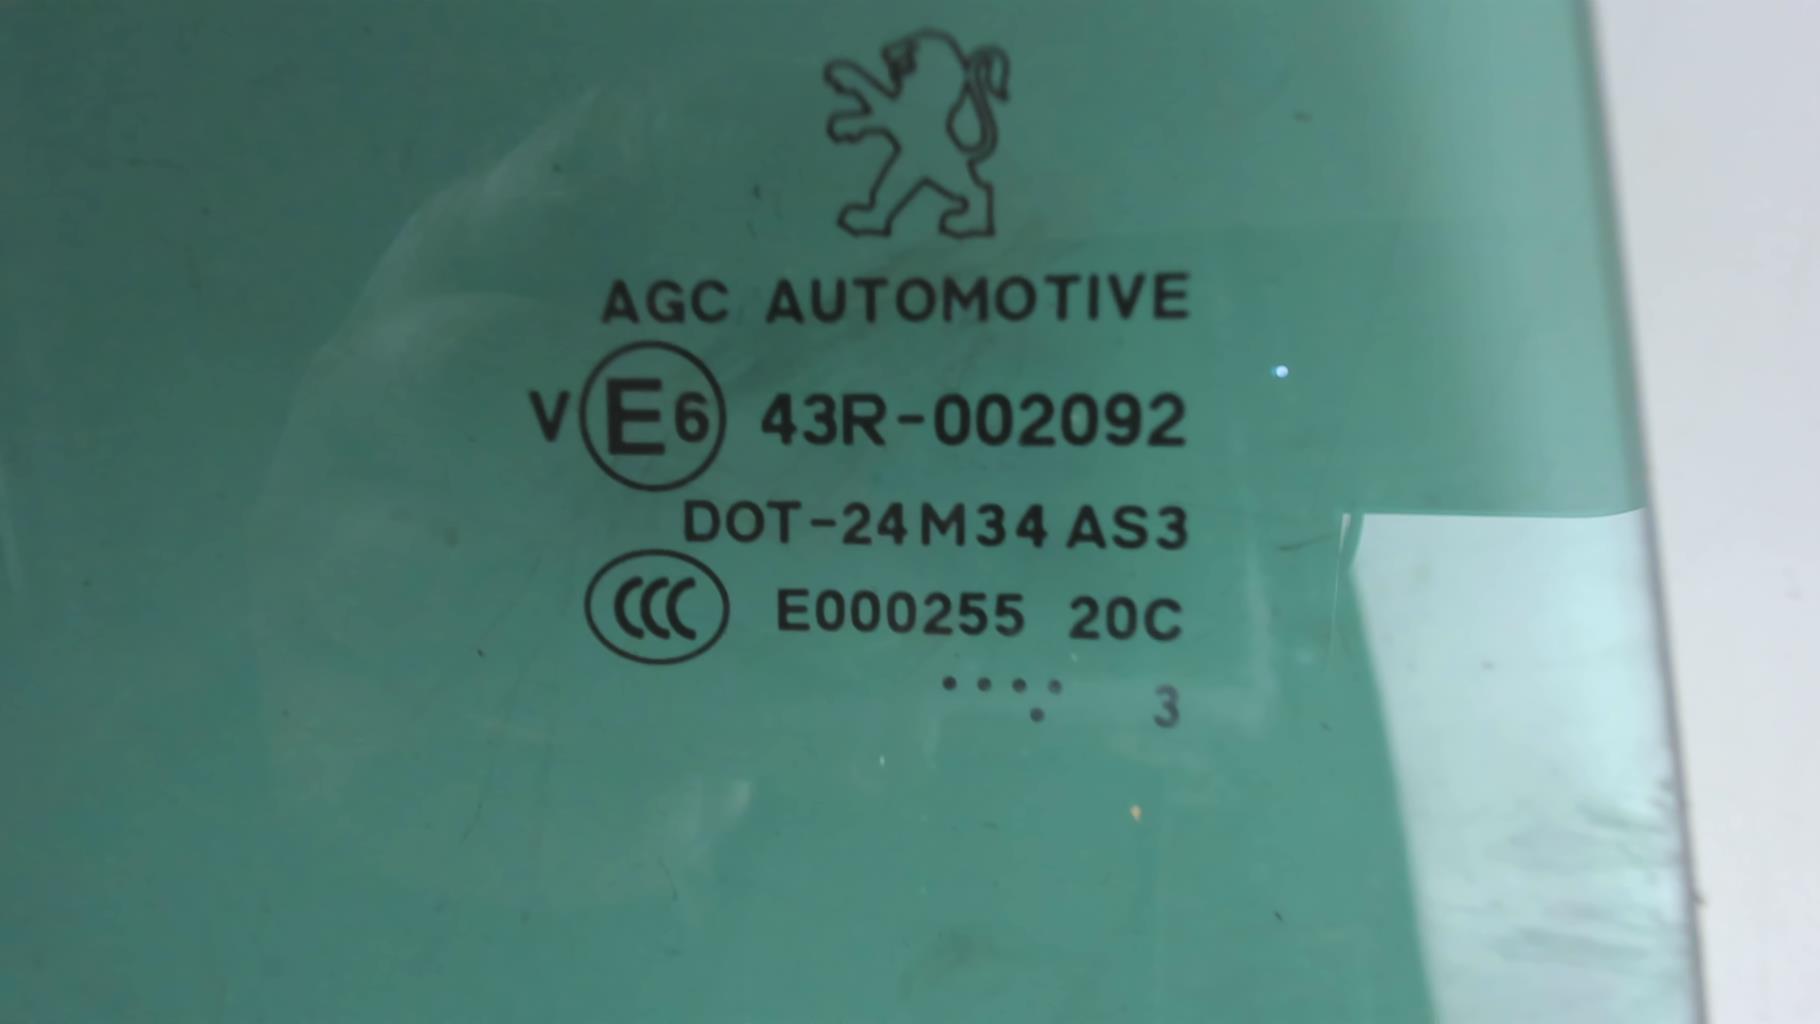 AGC AUTOMOTIVE
V E6 43R-002092
DOT-24 M34 AS3
CCC E000255 20C
3